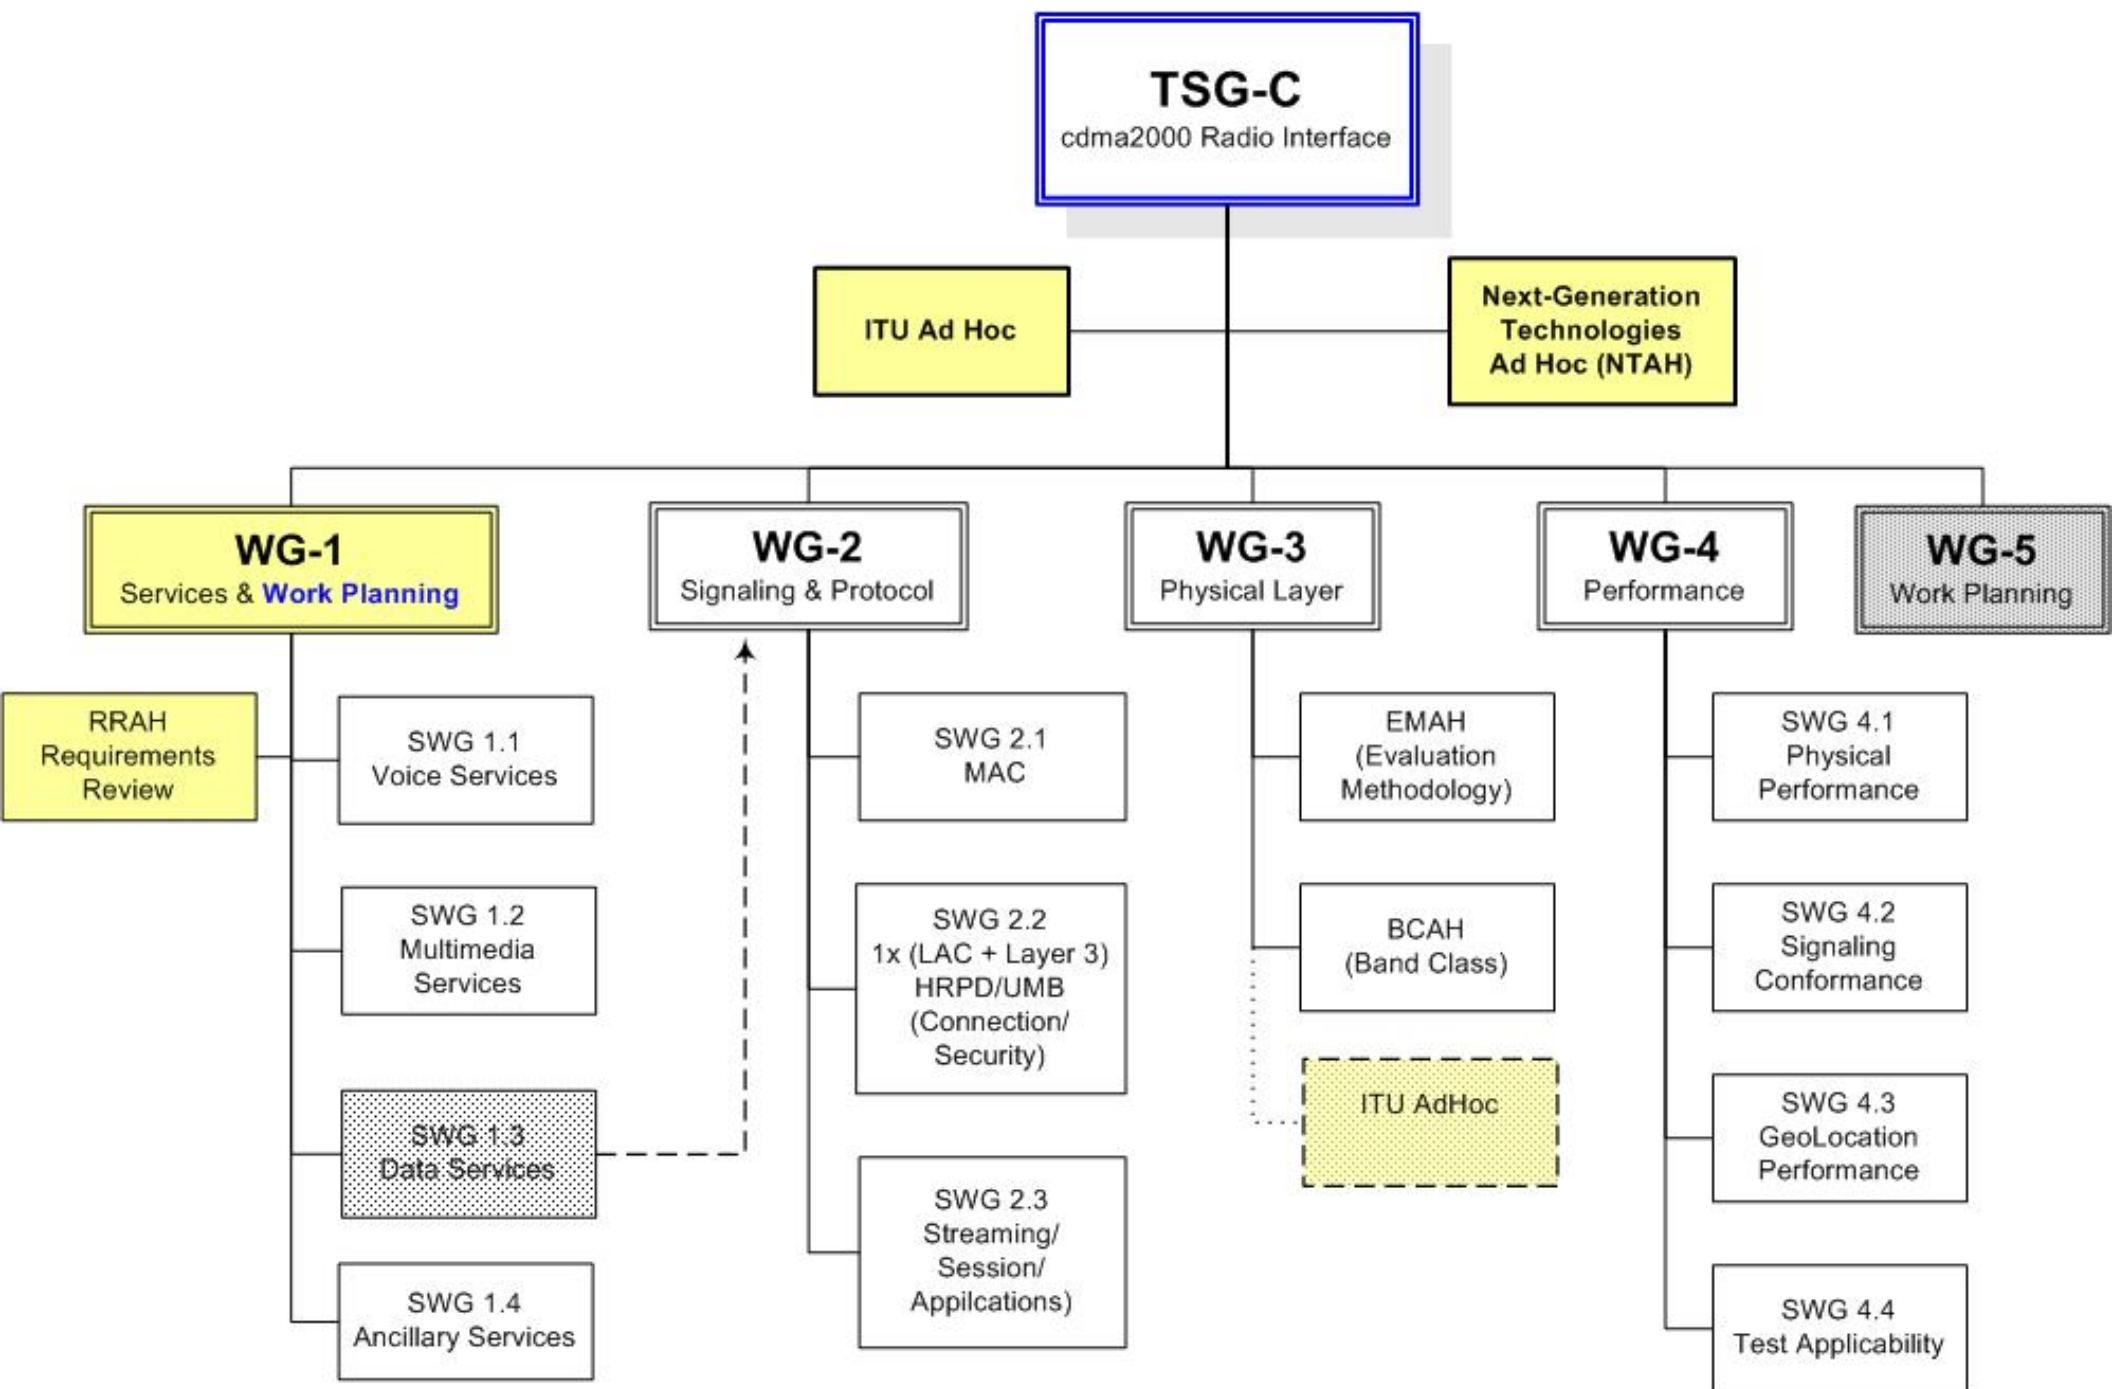 TSG-C
cdma2000 Radio Interface
ITU Ad Hoc
Next-Generation
Technologies
Ad Hoc (NTAH)
WG-1
Services & Work Planning
WG-2
Signaling & Protocol
WG-3
Physical Layer
WG-4
Performance
WG-5
Work Planning
RRAH
Requirements
Review
SWG 1.1
Voice Services
SWG 1.2
Multimedia
Services
SWG 1.3
Data Services
SWG 1.4
Ancillary Services
SWG 2.1
MAC
SWG 2.2
1x (LAC + Layer 3)
HRPD/UMB
(Connection/
Security)
SWG 2.3
Streaming/
Session/
Appilcations)
EMAH
(Evaluation
Methodology)
BCAH
(Band Class)
ITU AdHoc
SWG 4.1
Physical
Performance
SWG 4.2
Signaling
Conformance
SWG 4.3
GeoLocation
Performance
SWG 4.4
Test Applicability